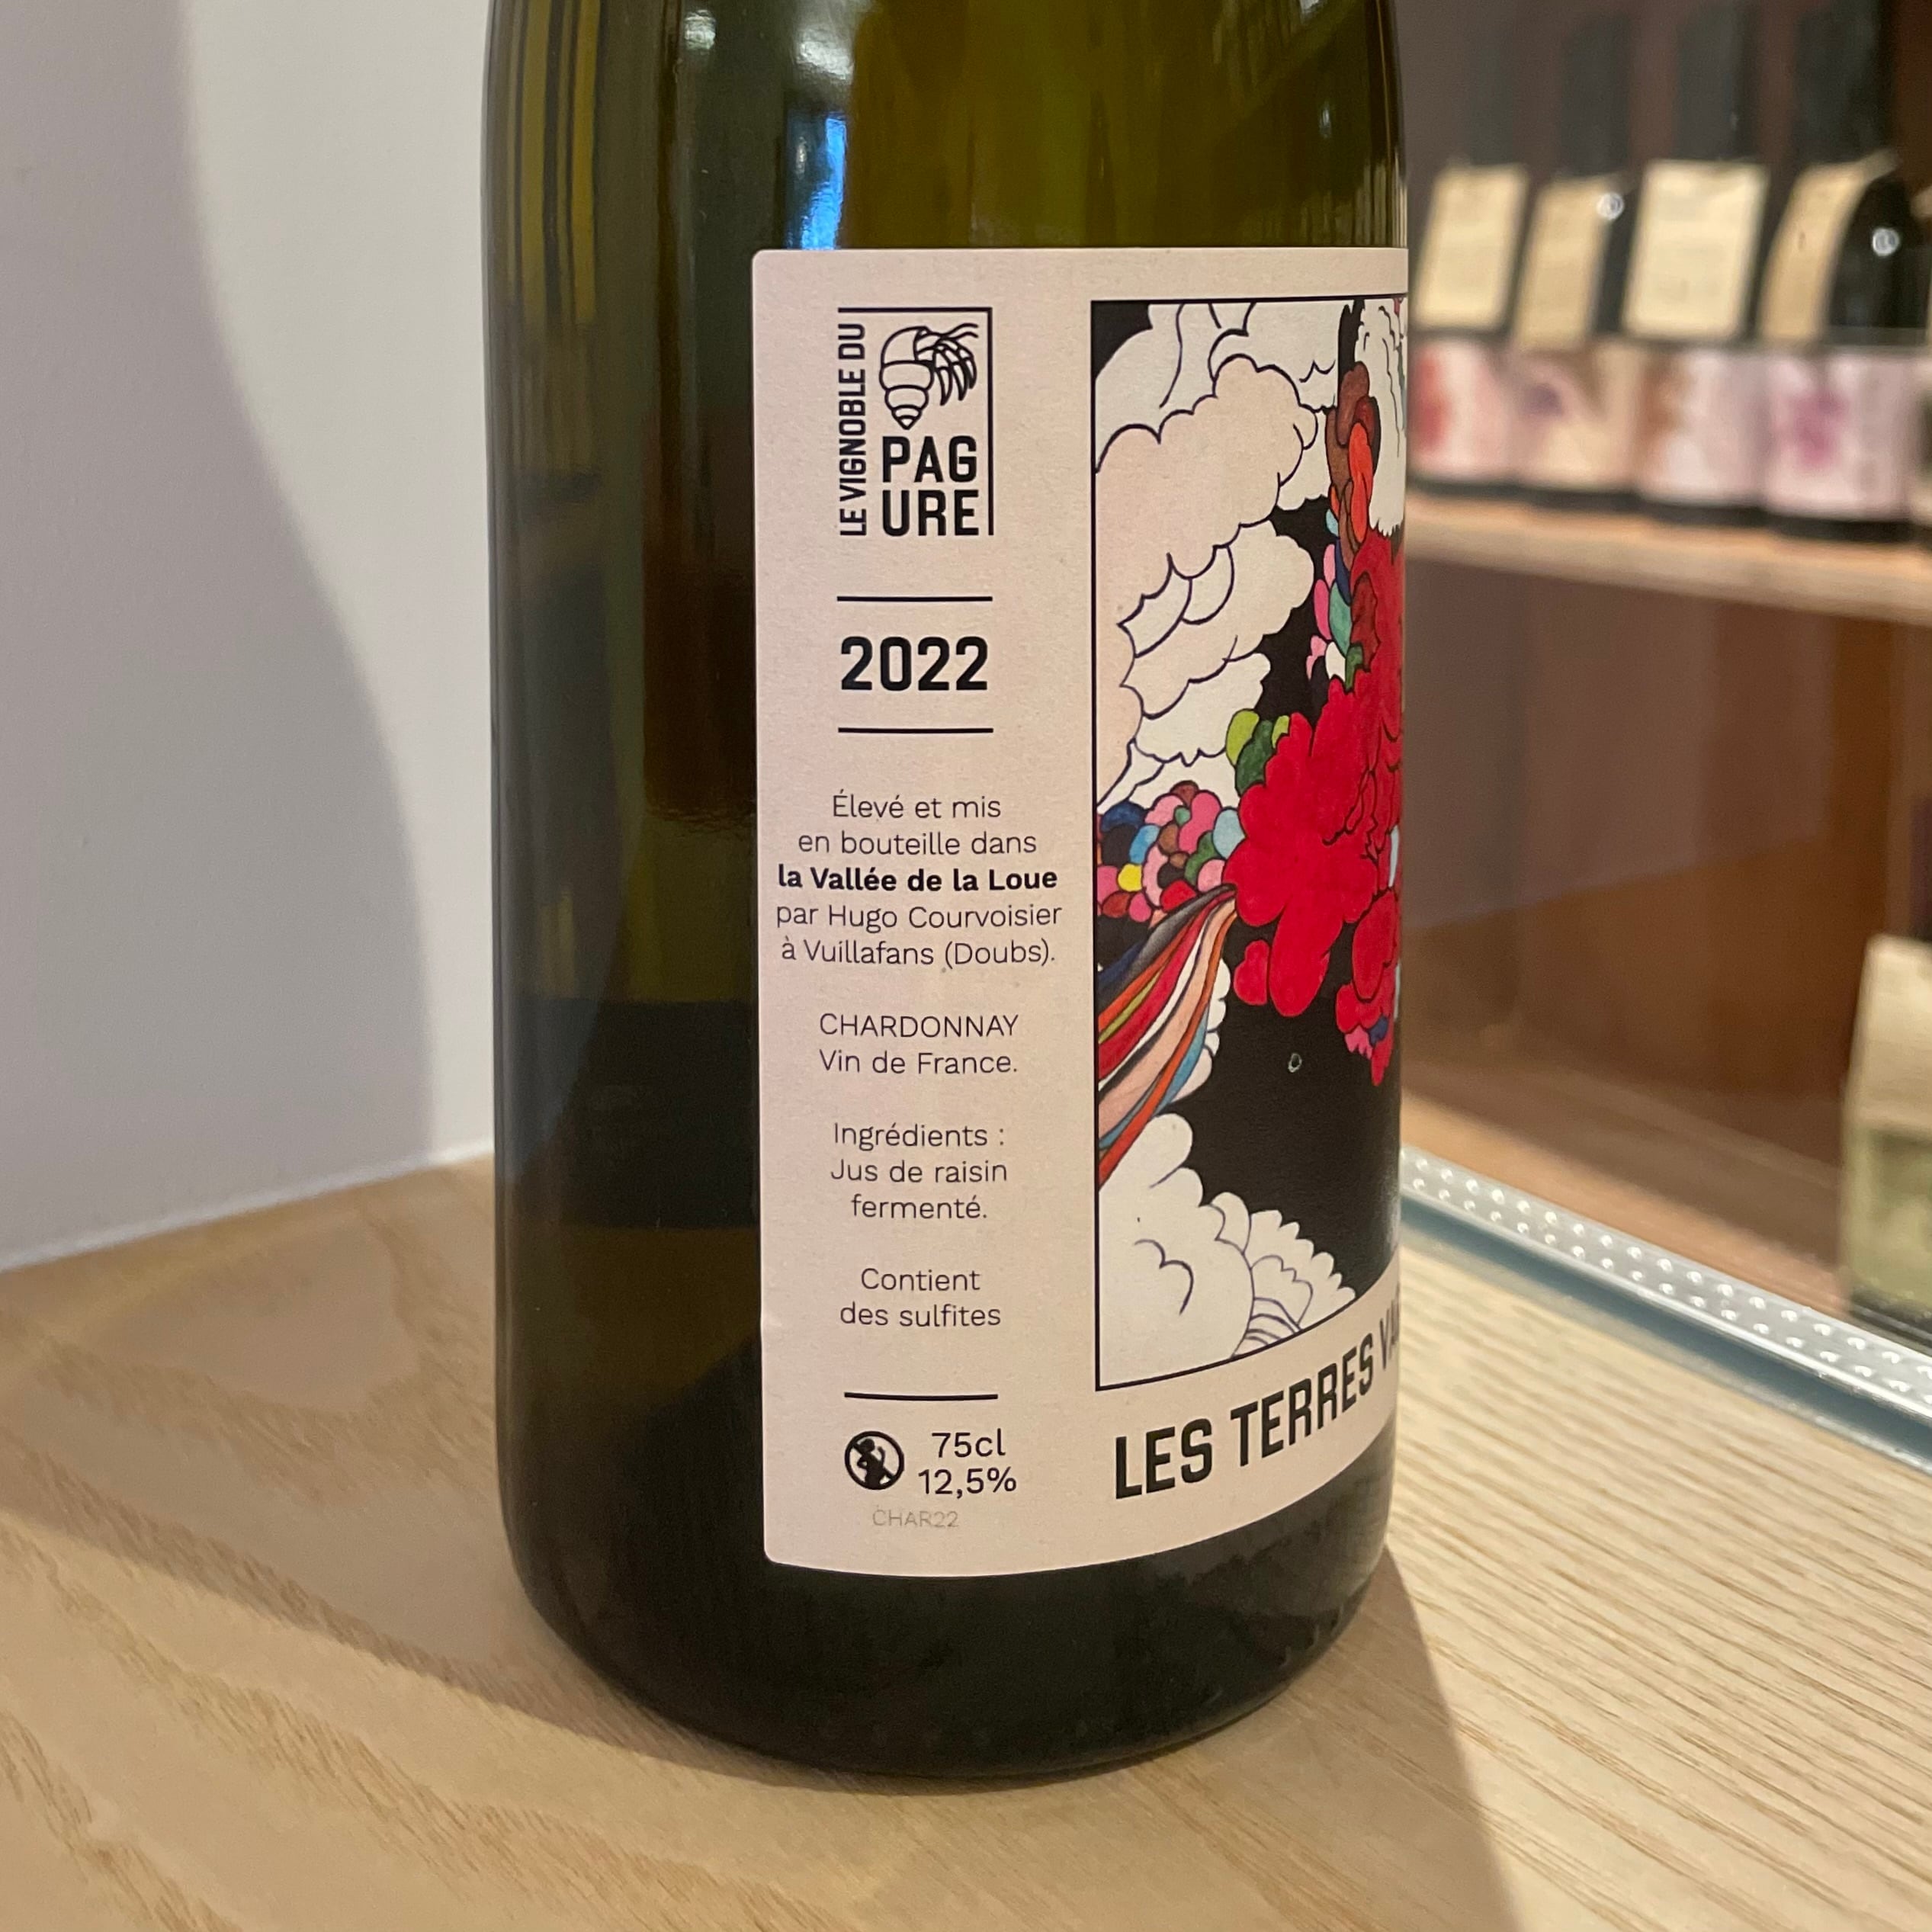 LE VIGNOBLE DU
PAG
URE
2022
Élevé et mis
en bouteille dans
la Vallée de la Loue
par Hugo Courvoisier
à Vuillafans (Doubs).
CHARDONNAY
Vin de France.
Ingrédients :
Jus de raisin
fermenté.
Contient
des sulfites
75cl
12,5%
CHAR22
LES TERRES